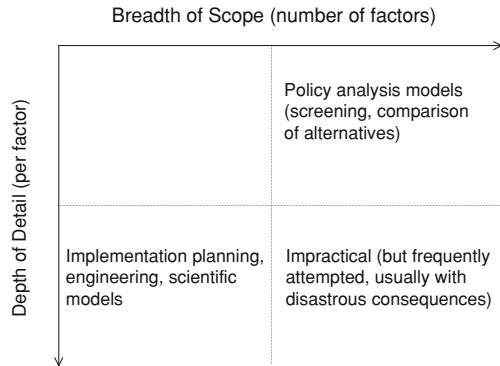 Breadth of Scope (number of factors)
Depth of Detail (per factor)
Policy analysis models
(screening, comparison
of alternatives)
Implementation planning,
engineering, scientific
models
Impractical (but frequently
attempted, usually with
disastrous consequences)